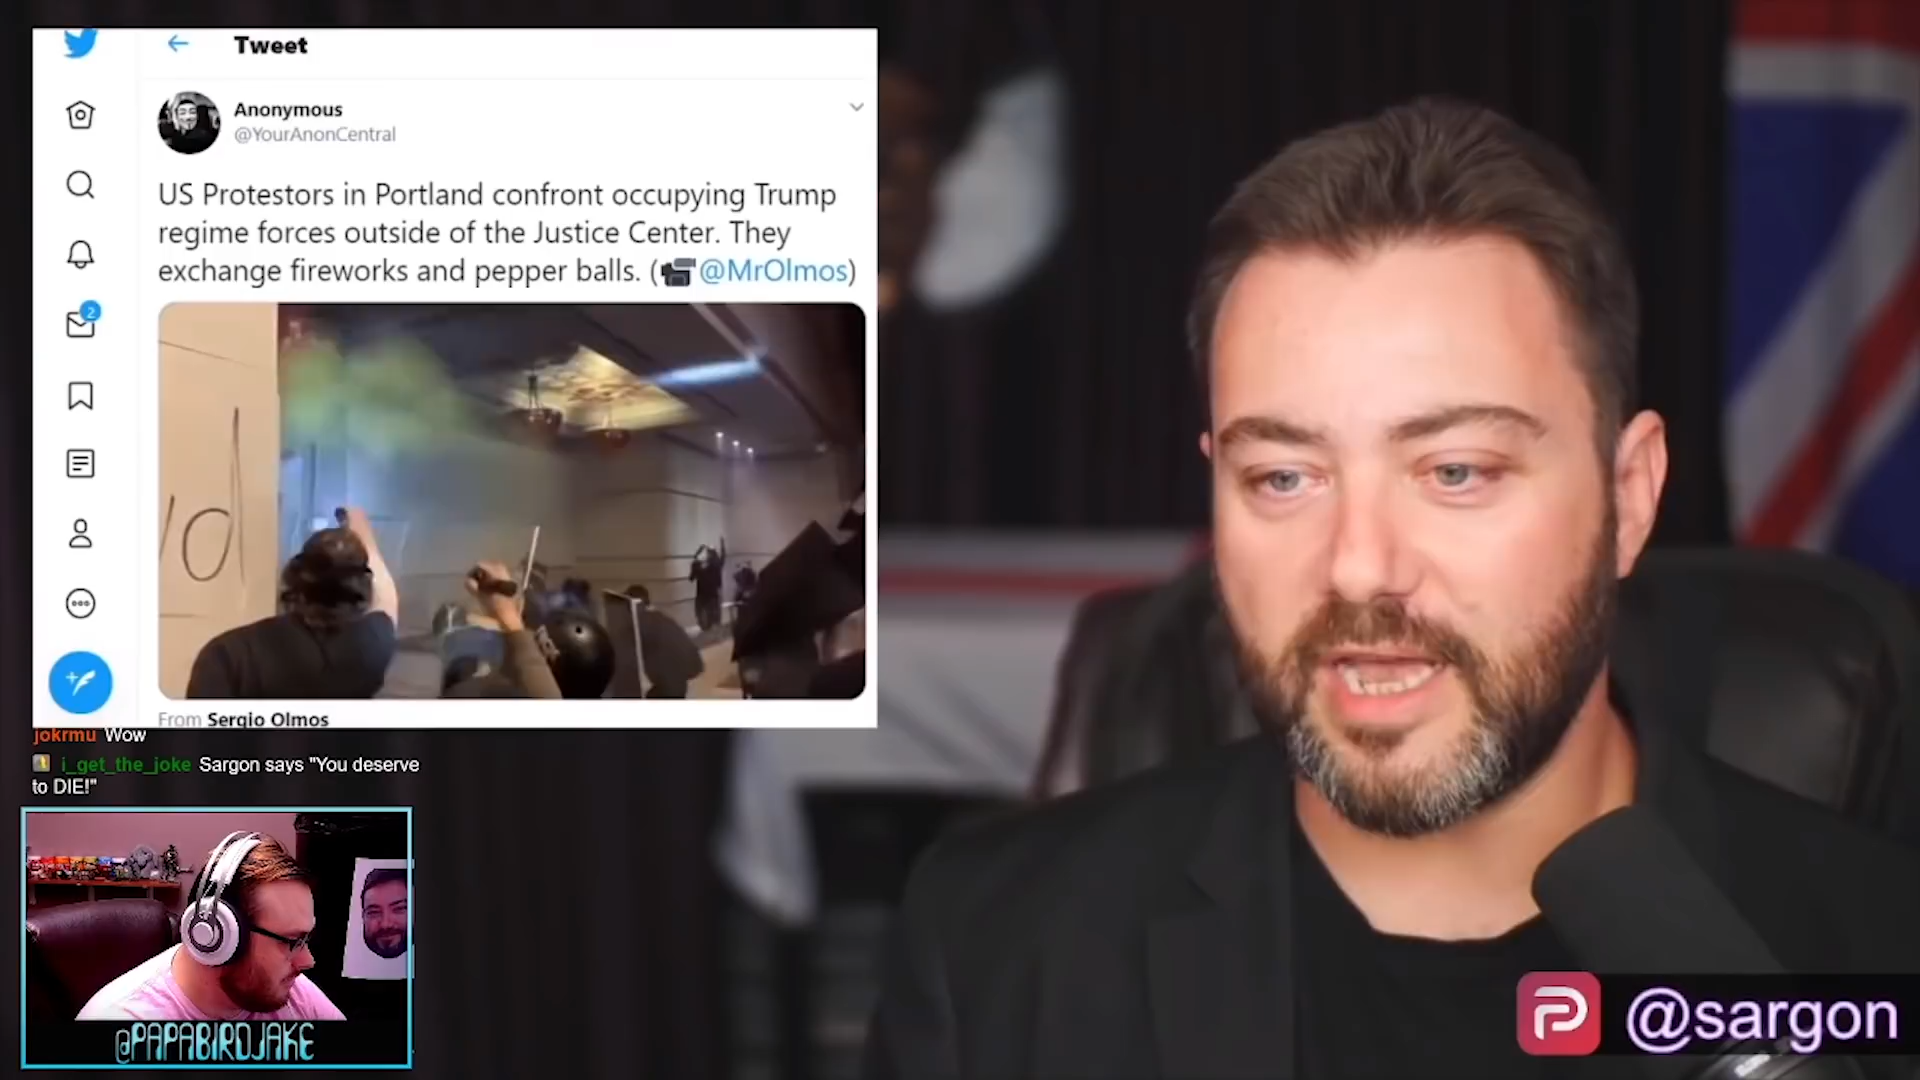 Tweet
Anonymous
@YourAnonCentral
US Protestors in Portland confront occupying Trump
regime forces outside of the Justice Center. They
exchange fireworks and pepper balls. (@MrOlmos)
2
d
From Sergio Olmos
jokrmu Wow
i_get_the_joke Sargon says "You deserve
to DIE!"
@PAPABIRDJAKE
@sargon